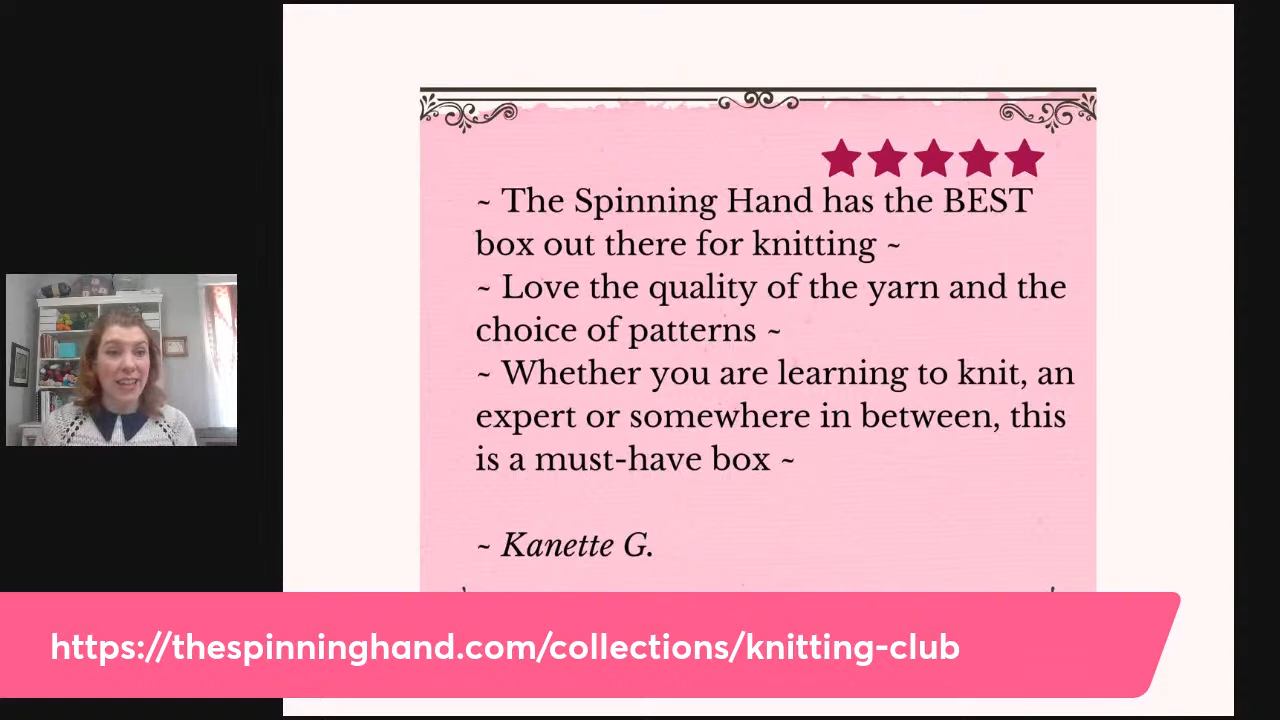 ~ The Spinning Hand has the BEST
box out there for knitting ~
~ Love the quality of the yarn and the
choice of patterns ~
~ Whether you are learning to knit, an
expert or somewhere in between, this
is a must-have box ~
~ Kanette G.
https://thespinninghand.com/collections/knitting-club